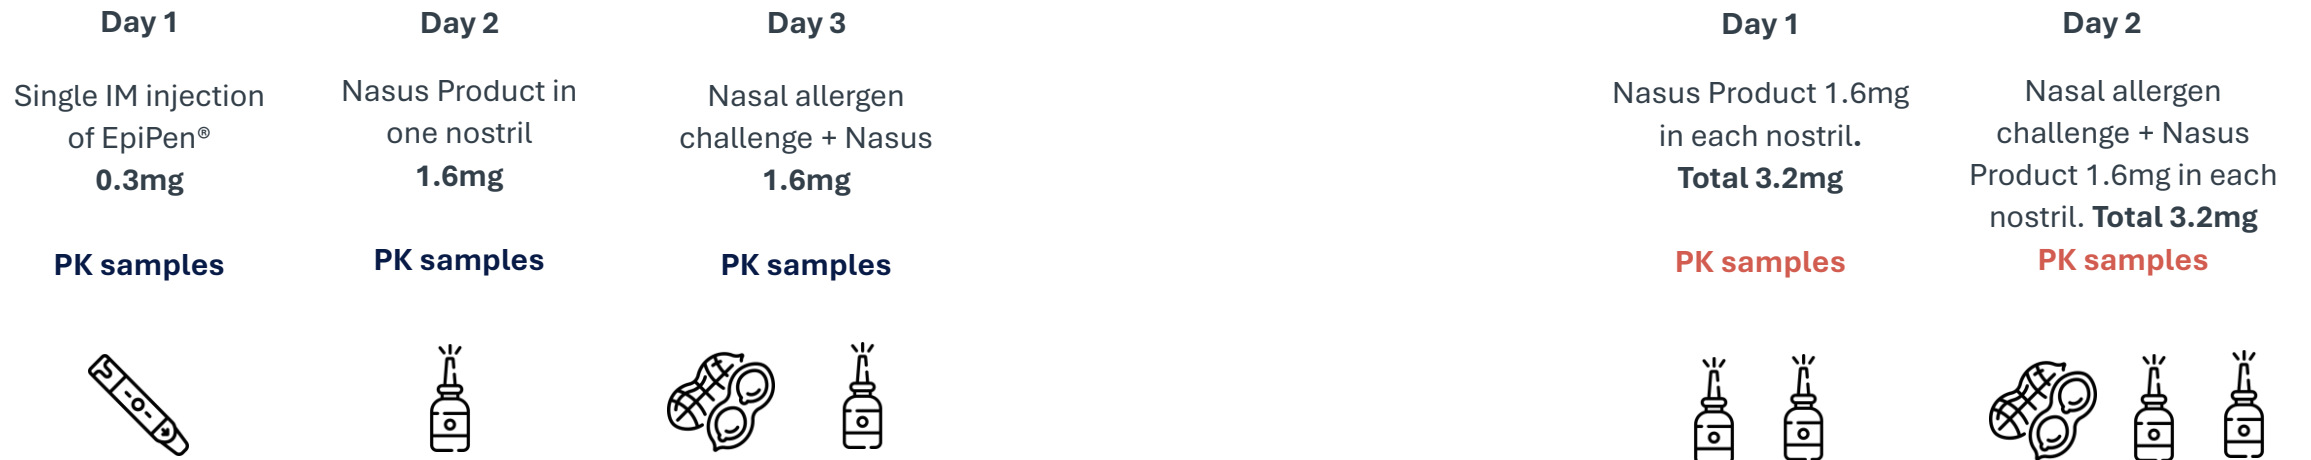 Day 1
Single IM injection
of EpiPen®
0.3mg
PK samples
Day 2
Nasus Product in
one nostril
1.6mg
PK samples
Day 3
Nasal allergen
challenge + Nasus
1.6mg
PK samples
Day 1
Nasus Product 1.6mg
in each nostril.
Total 3.2mg
PK samples
Day 2
Nasal allergen
challenge + Nasus
Product 1.6mg in each
nostril. Total 3.2mg
PK samples